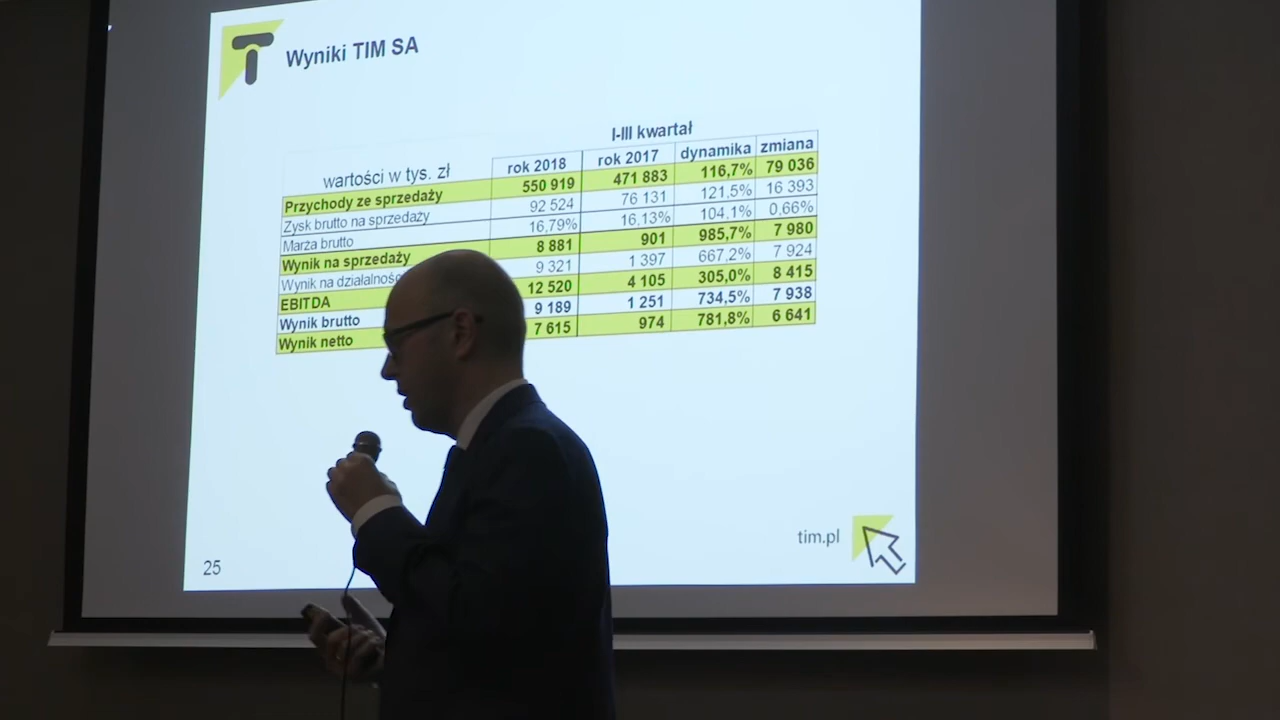 Wyniki TIM SA
I-III kwartał
wartości w tys. zł rok 2018 rok 2017 dynamika zmiana
Przychody ze sprzedaży 550 919 471 883 116,7% 79 036
Zysk brutto na sprzedaży 92 524 76 131 121,5% 16 393
Marża brutto 16,79% 16,13% 104,1% 0,66%
Wynik na sprzedaży 8 881 901 985,7% 7 980
Wynik na 9 321 1 397 667,2% 7 924
EBITDA 12 520 4 105 305,0% 8 415
Wynik brutto 9 189 1 251 734,5% 7 938
Wynik netto 7 615 974 781,8% 6 641
tim.pl
25